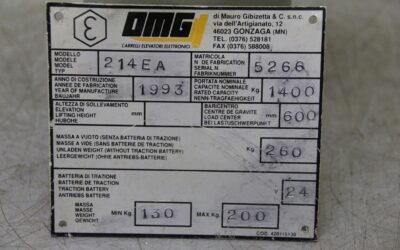 Ɛ
OMG
CARRELLI ELEVATORI ELETTRONICI
di Mauro Gibizetta & C. s.n.c.
via dell'Artigianato, 12
46023 GONZAGA (MN)
Tel. (0376) 528181
FAX (0376) 588008
MODELLO
MODELE
MODEL
TYP
214EA
MATRICOLA
N DE FABRICATION
SERIAL N
FABRIKNUMMER
5266
ANNO DI COSTRUZIONE
ANNEE DE FABRICATION
YEAR OF MANUFACTURE
BAUJAHR
1993
PORTATA NOMINALE
CAPACITE NOMINALE
RATED CAPACITY
NENN-TRAGFAEHIGKEIT
Kg. 1400
ALTEZZA DI SOLLEVAMENTO
ELEVATION
LIFTING HEIGHT
HUBOHE
mm
BARICENTRO
CENTRE DE GRAVITE
LOAD CENTER
BEI LASTUSCHWERPUNKT
mm 600
MASSA A VUOTO (SENZA BATTERIA DI TRAZIONE)
MASSA A VIDE (SANS BATTERIE DE TRACTION)
UNLADEN WEIGHT (WITHOUT TRACTION BATTERY)
LEERGEWICHT (OHNE ANTRIEBS-BATTERIE)
Kg. 260
BATTERIA DI TRAZIONE
BATTERIE DE TRACTION
TRACTION BATTERY
ANTRIEBS BATTERIE
V 24
MASSA
MASSE
WEIGHT
GEWICHT
MIN Kg. 130
MAX Kg. 200